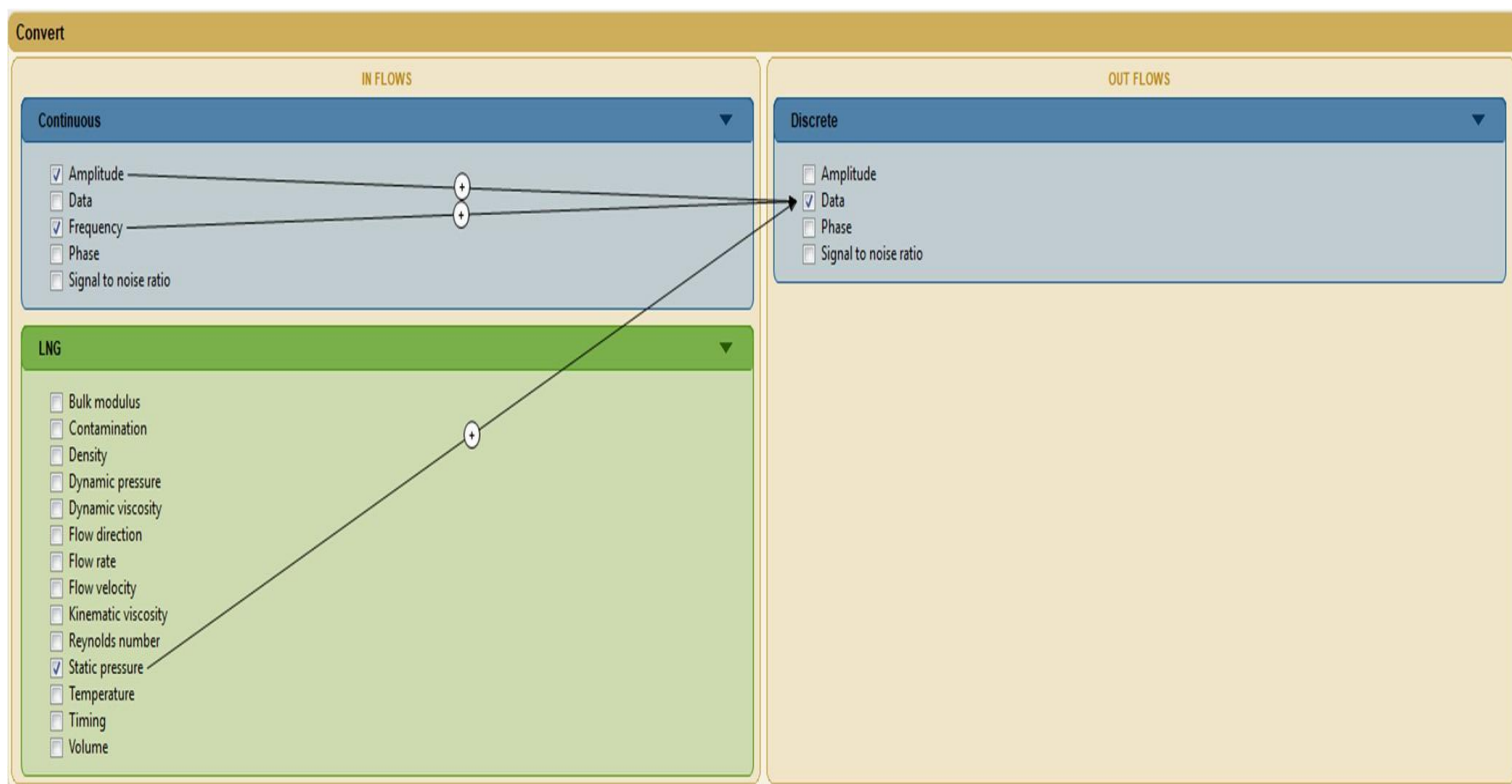 Convert
IN FLOWS
Continuous
Amplitude
Data
Frequency
Phase
Signal to noise ratio
+
+
LNG
Bulk modulus
Contamination
Density
Dynamic pressure
Dynamic viscosity
Flow direction
Flow rate
Flow velocity
Kinematic viscosity
Reynolds number
Static pressure
Temperature
Timing
Volume
+
OUT FLOWS
Discrete
Amplitude
Data
Phase
Signal to noise ratio